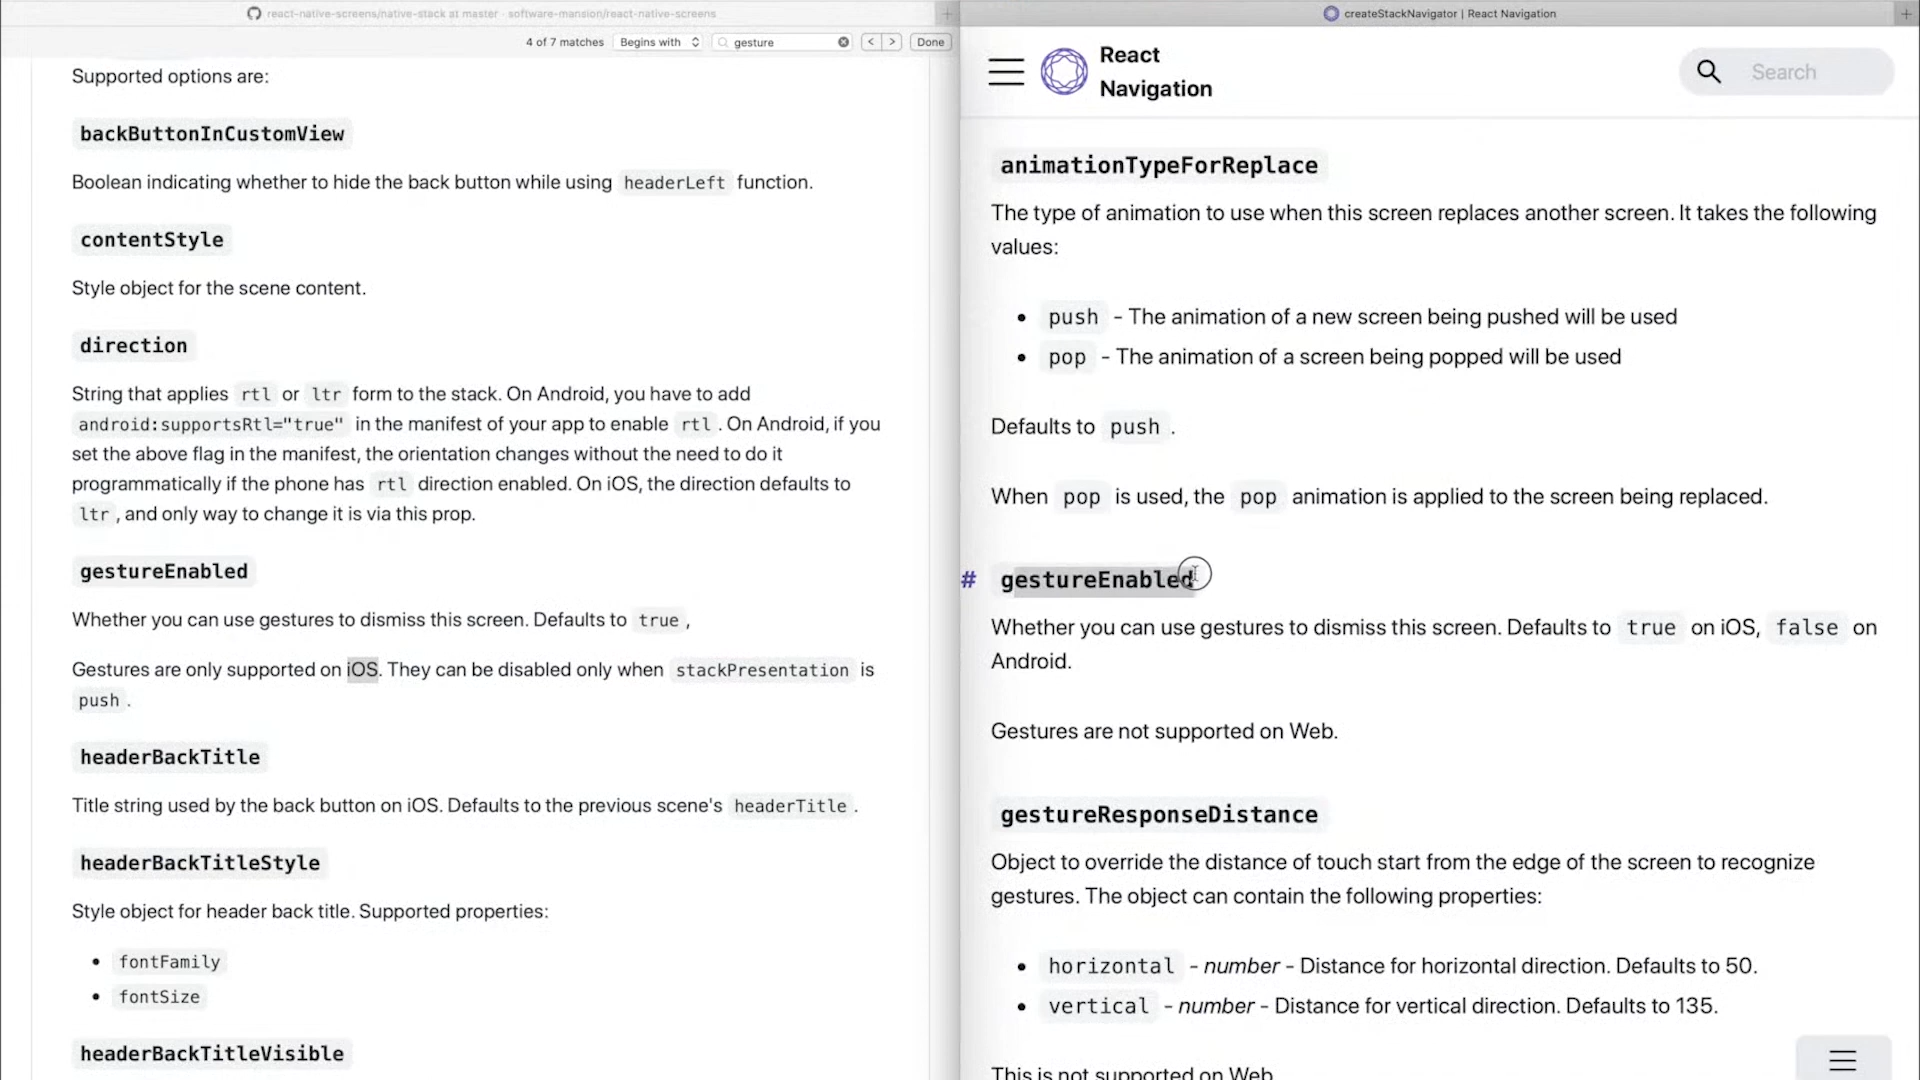 react-native-screens/native-stack at master · software-mansion/react-native-screens
4 of 7 matches
Begins with
gesture
Done
Supported options are:
backButtonInCustomView
Boolean indicating whether to hide the back button while using headerLeft function.
contentStyle
Style object for the scene content.
direction
String that applies rtl or ltr form to the stack. On Android, you have to add
android:supportsRtl="true" in the manifest of your app to enable rtl. On Android, if you
set the above flag in the manifest, the orientation changes without the need to do it
programmatically if the phone has rtl direction enabled. On iOS, the direction defaults to
ltr, and only way to change it is via this prop.
gestureEnabled
Whether you can use gestures to dismiss this screen. Defaults to true,
Gestures are only supported on iOS. They can be disabled only when stackPresentation is
push.
headerBackTitle
Title string used by the back button on iOS. Defaults to the previous scene's headerTitle.
headerBackTitleStyle
Style object for header back title. Supported properties:
• fontFamily
• fontSize
headerBackTitleVisible
createStackNavigator | React Navigation
React
Navigation
Search
animationTypeForReplace
The type of animation to use when this screen replaces another screen. It takes the following
values:
• push - The animation of a new screen being pushed will be used
• pop - The animation of a screen being popped will be used
Defaults to push.
When pop is used, the pop animation is applied to the screen being replaced.
# gestureEnabled
Whether you can use gestures to dismiss this screen. Defaults to true on iOS, false on
Android.
Gestures are not supported on Web.
gestureResponseDistance
Object to override the distance of touch start from the edge of the screen to recognize
gestures. The object can contain the following properties:
• horizontal - number - Distance for horizontal direction. Defaults to 50.
• vertical - number - Distance for vertical direction. Defaults to 135.
This is not supported on Web